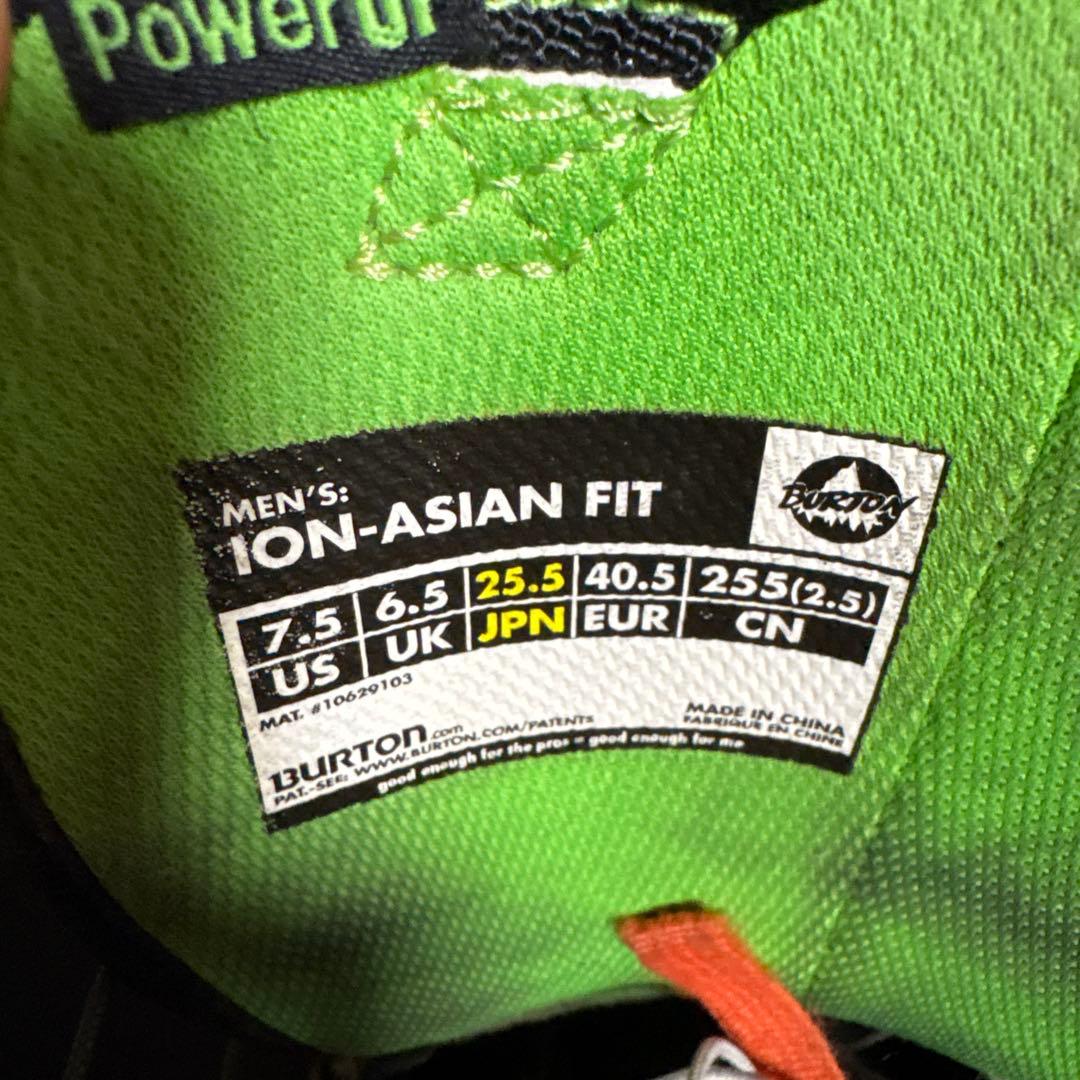 MEN'S:
ION-ASIAN FIT
BURTON
7.5 6.5 25.5 40.5 255(2.5)
US UK JPN EUR CN
MAT. #10629103
BURTON.com
PAT.-SEE: WWW.BURTON.COM/PATENTS
MADE IN CHINA
FABRIQUE EN CHINE
good enough for the pros = good enough for me